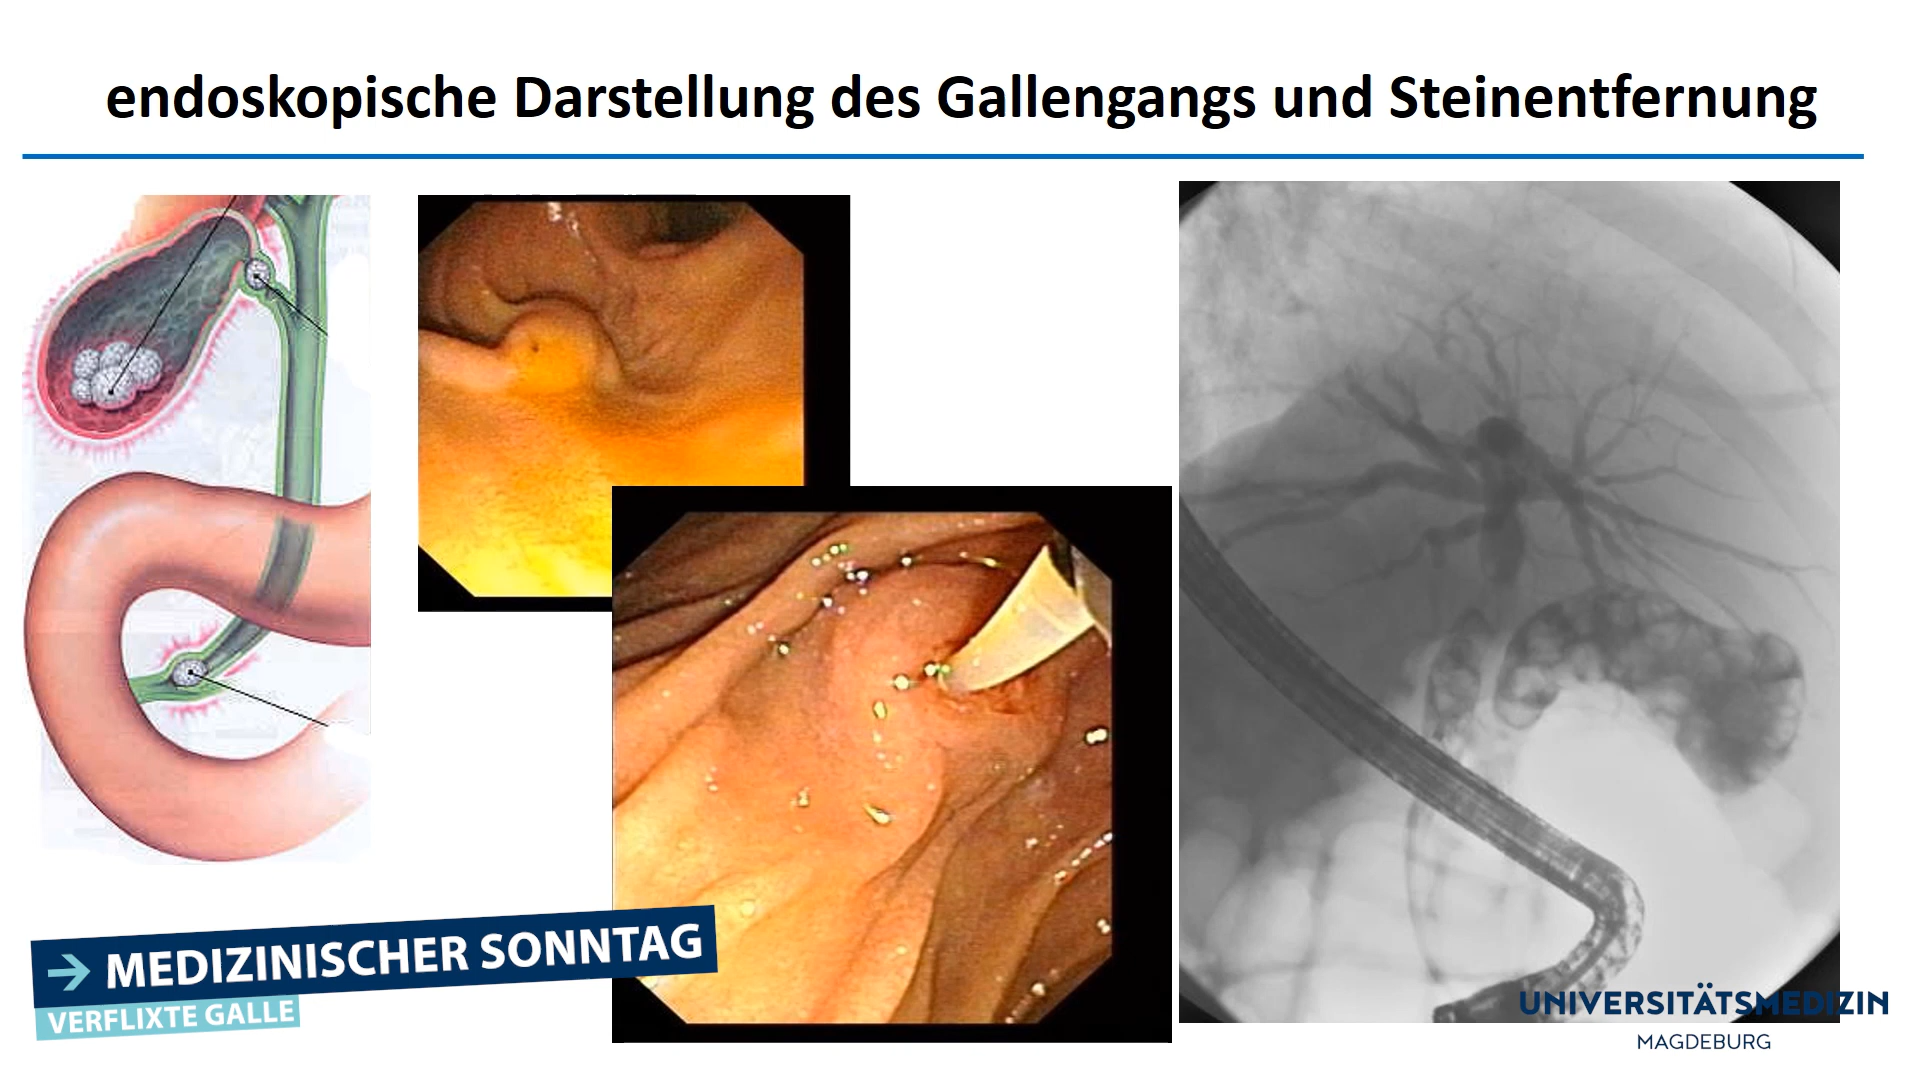 endoskopische Darstellung des Gallengangs und Steinentfernung
→ MEDIZINISCHER SONNTAG
VERFLIXTE GALLE
UNIVERSITÄTSMEDIZIN
MAGDEBURG